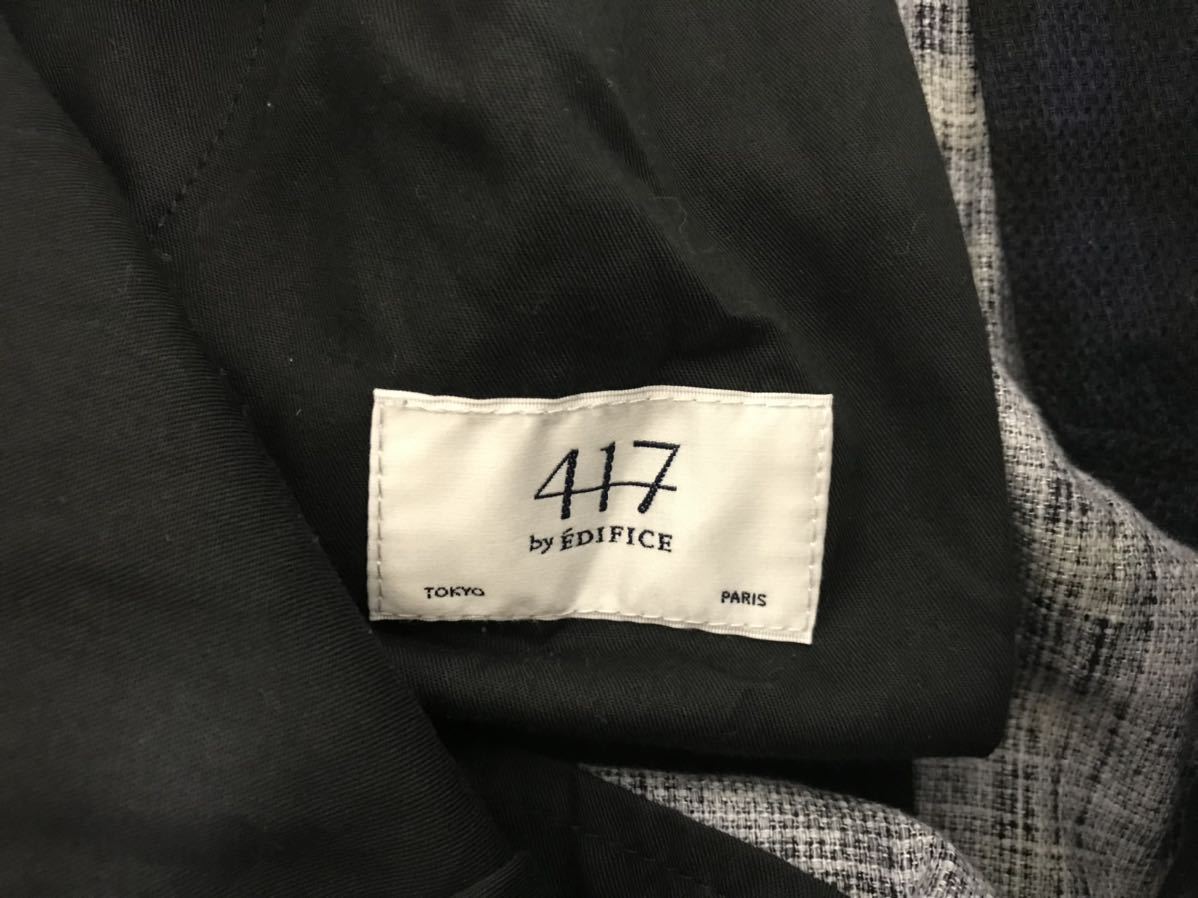 417
by ÉDIFICE
TOKYO PARIS